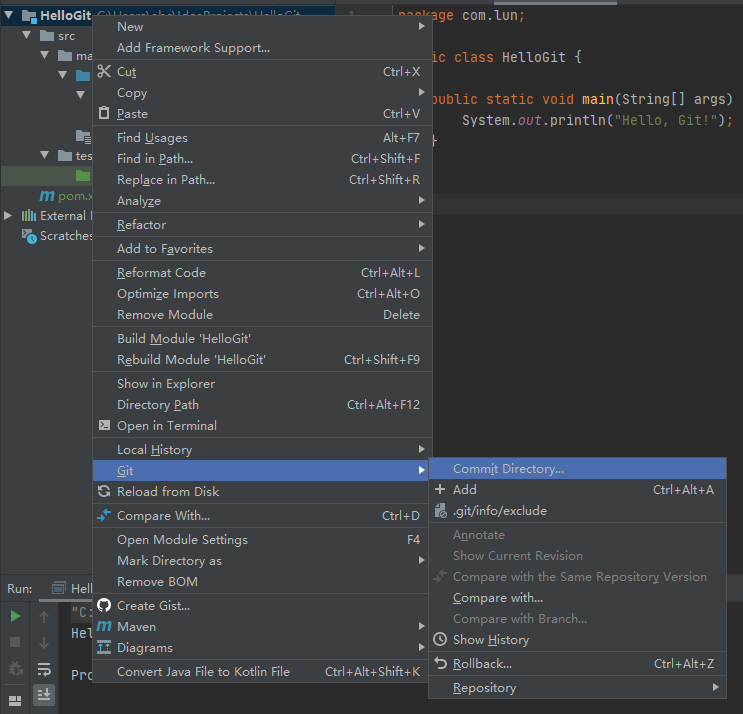 HelloGit
package com.lun;
New
src
Add Framework Support...
ma
ic class HelloGit {
Cut Ctrl+X
Copy
public static void main(String[] args)
Paste Ctrl+V
System.out.println("Hello, Git!");
Find Usages Alt+F7
}
tes
Find in Path... Ctrl+Shift+F
Replace in Path... Ctrl+Shift+R
pom.x
Analyze
External
Refactor
Scratches
Add to Favorites
Reformat Code Ctrl+Alt+L
Optimize Imports Ctrl+Alt+O
Remove Module Delete
Build Module 'HelloGit'
Rebuild Module 'HelloGit' Ctrl+Shift+F9
Show in Explorer
Directory Path Ctrl+Alt+F12
Open in Terminal
Local History
Git
Commit Directory...
Reload from Disk
Add Ctrl+Alt+A
Compare With... Ctrl+D
.git/info/exclude
Open Module Settings F4
Annotate
Mark Directory as
Show Current Revision
Remove BOM
Compare with the Same Repository Version
Run: Hell
Create Gist...
Compare with...
"C:
Maven
Compare with Branch...
Hel
Diagrams
Show History
Pro
Convert Java File to Kotlin File Ctrl+Alt+Shift+K
Rollback... Ctrl+Alt+Z
Repository